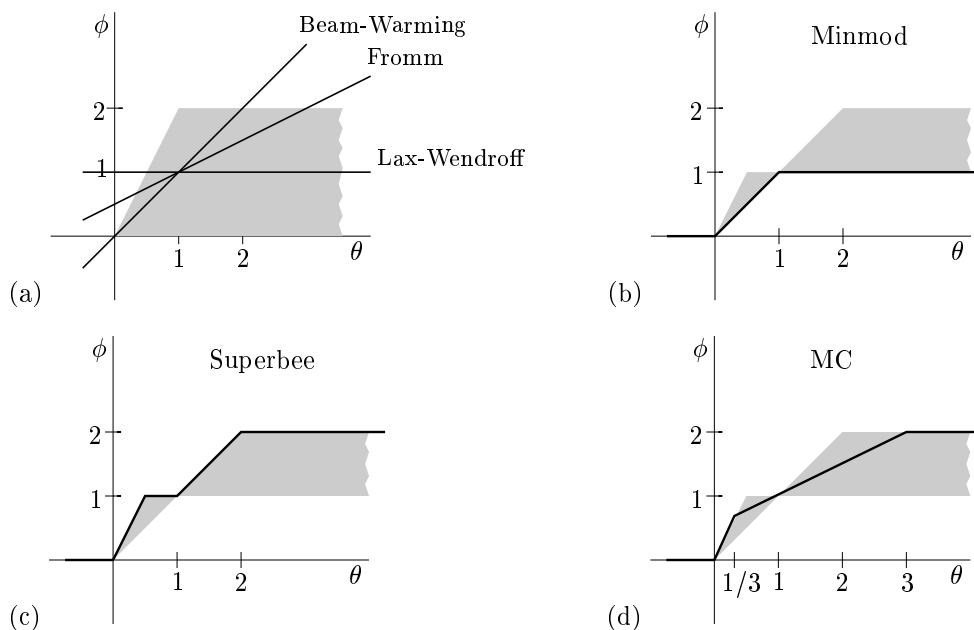 ϕ
Beam-Warming
Fromm
2
1
Lax-Wendroff
1
2
θ
(a)
ϕ
Minmod
2
1
1
2
θ
(b)
ϕ
Superbee
2
1
1
2
θ
(c)
ϕ
MC
2
1
1/3
1
2
3
θ
(d)